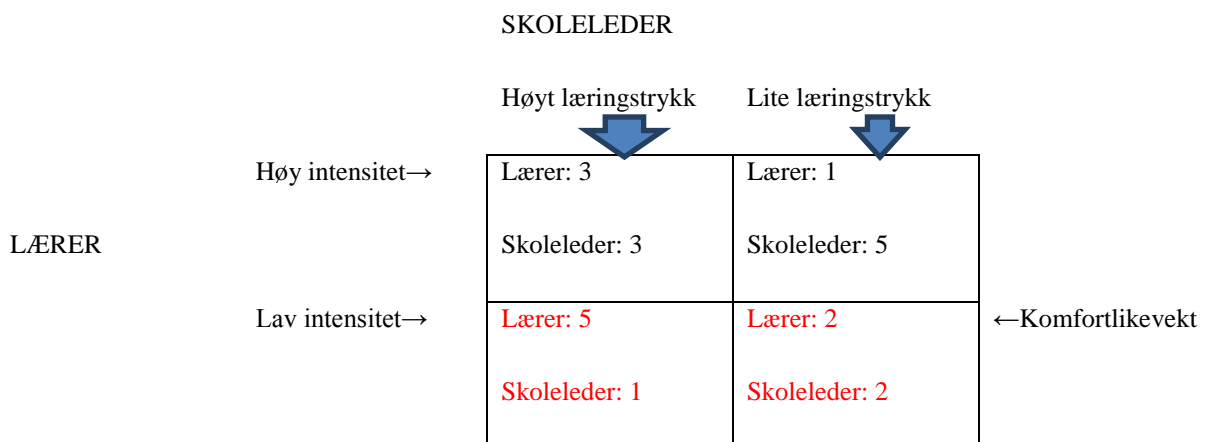 SKOLELEDER
Høyt læringstrykk Lite læringstrykk
Høy intensitet→ Lærer: 3 Lærer: 1
LÆRER Skoleleder: 3 Skoleleder: 5
Lav intensitet→ Lærer: 5 Lærer: 2 ←Komfortlikevekt
Skoleleder: 1 Skoleleder: 2